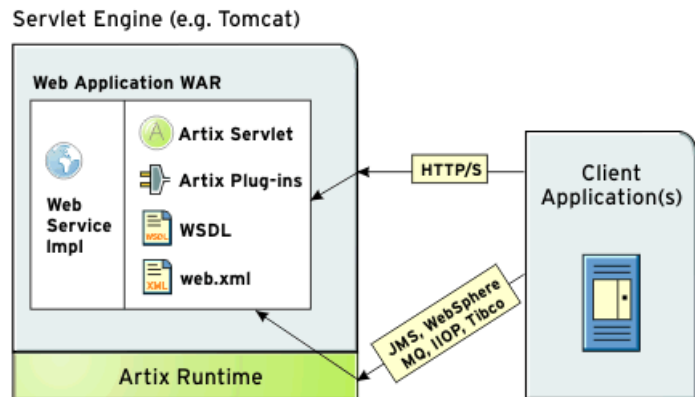 Servlet Engine (e.g. Tomcat)
Web Application WAR
Web
Service
Impl
A
Artix Servlet
Artix Plug-ins
WSDL
WSDL
XML
web.xml
Artix Runtime
HTTP/S
JMS, WebSphere
MQ, IIOP, Tibco
Client
Application(s)